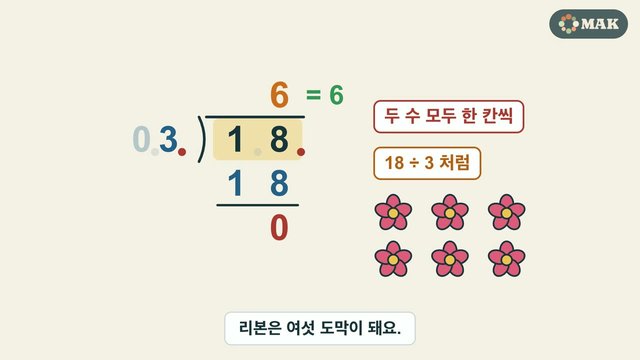 MAK
6 = 6
0.3. ) 1.8.
1 8
0
두 수 모두 한 칸씩
18 ÷ 3 처럼
리본은 여섯 도막이 돼요.